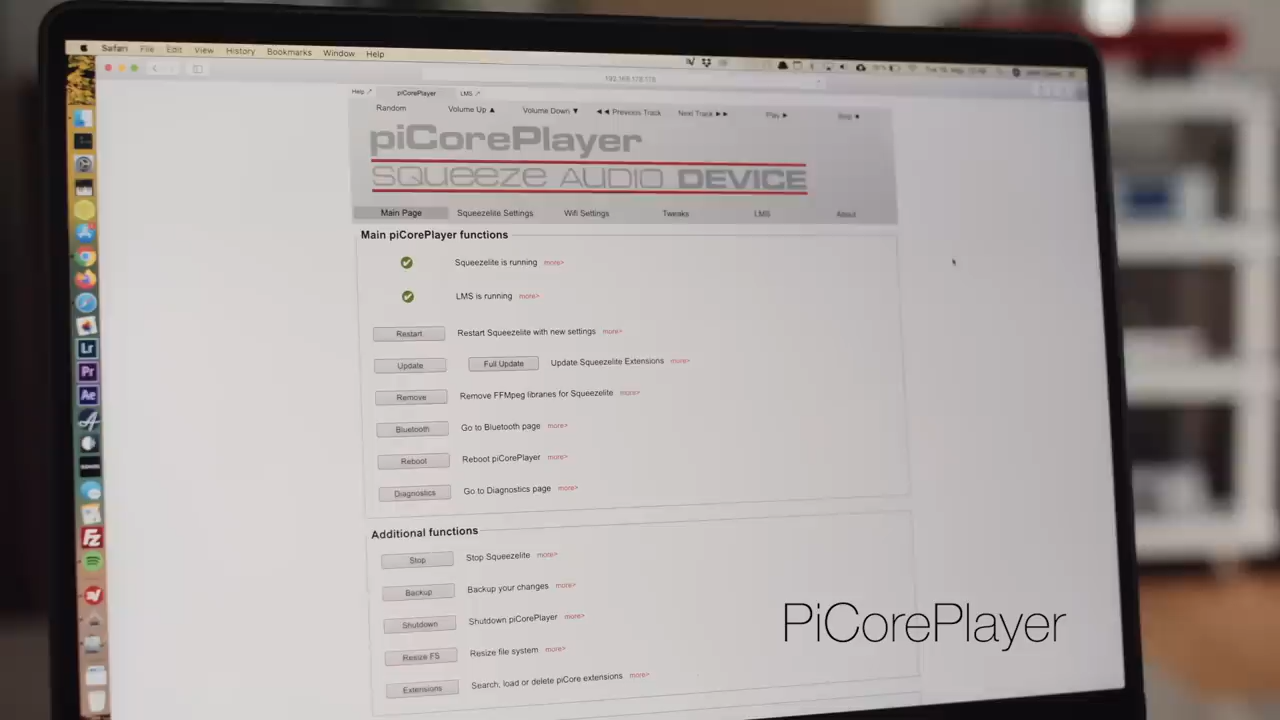 Safari File Edit View History Bookmarks Window Help
Help piCorePlayer LMS
Random Volume Up ▲ Volume Down ▼ ◄◄ Previous Track Next Track ►► Play ► Stop ■
piCorePlayer
SQUEEZE AUDIO DEVICE
Main Page Squeezelite Settings Wifi Settings Tweaks LMS About
Main piCorePlayer functions
Squeezelite is running more>
LMS is running more>
Restart Restart Squeezelite with new settings more>
Update Full Update Update Squeezelite Extensions more>
Remove Remove FFMpeg libraries for Squeezelite more>
Bluetooth Go to Bluetooth page more>
Reboot Reboot piCorePlayer more>
Diagnostics Go to Diagnostics page more>
Additional functions
Stop Stop Squeezelite more>
Backup Backup your changes more>
Shutdown Shutdown piCorePlayer more>
Resize FS Resize file system more>
Extensions Search, load or delete piCore extensions more>
Lr
Pr
Ae
Fz
PiCorePlayer